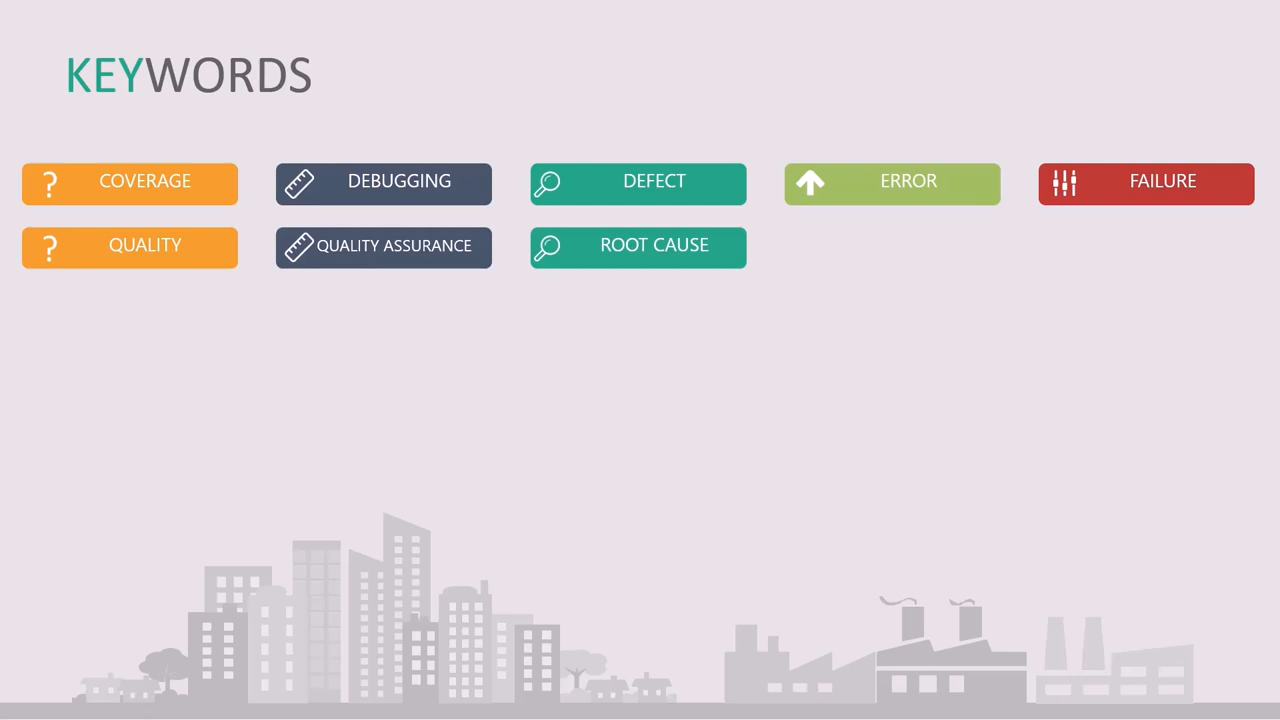 KEYWORDS
COVERAGE DEBUGGING DEFECT ERROR FAILURE
QUALITY QUALITY ASSURANCE ROOT CAUSE